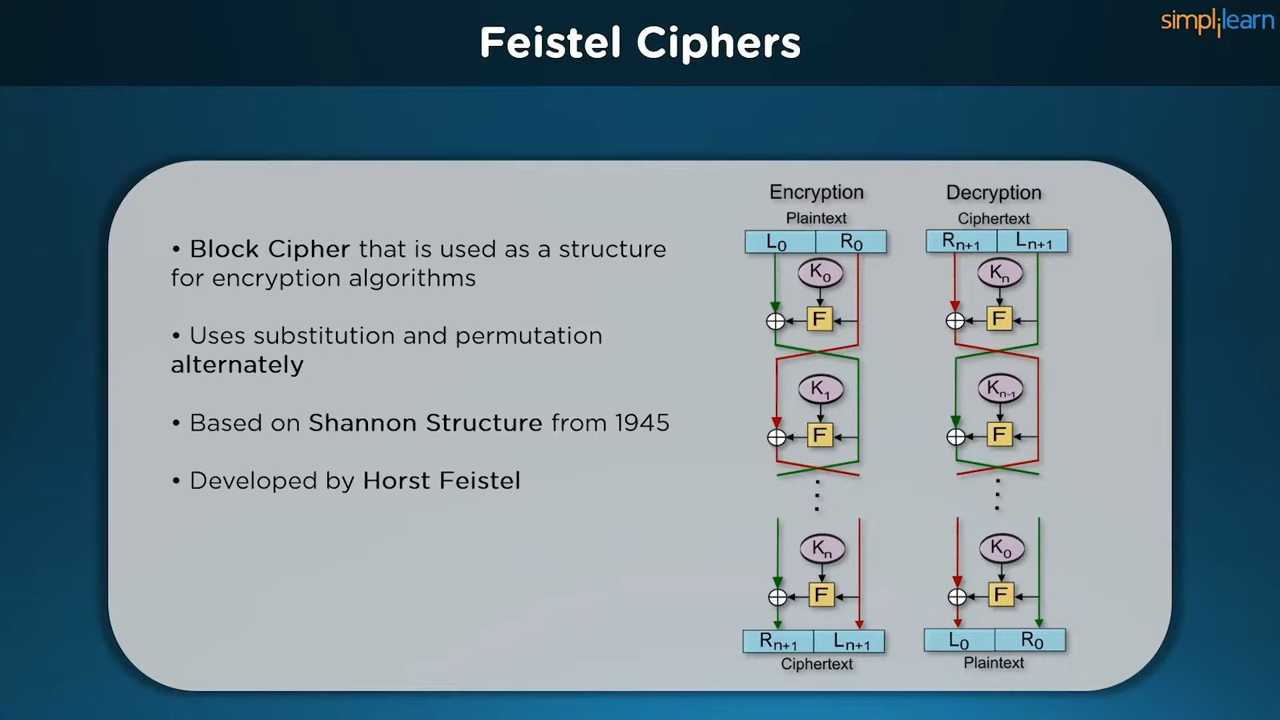 Feistel Ciphers
simplilearn
• Block Cipher that is used as a structure
for encryption algorithms
• Uses substitution and permutation
alternately
• Based on Shannon Structure from 1945
• Developed by Horst Feistel
Encryption
Plaintext
L0 R0
K0
F
K1
F
Kn
F
Rn+1 Ln+1
Ciphertext
Decryption
Ciphertext
Rn+1 Ln+1
Kn
F
Kn-1
F
K0
F
L0 R0
Plaintext